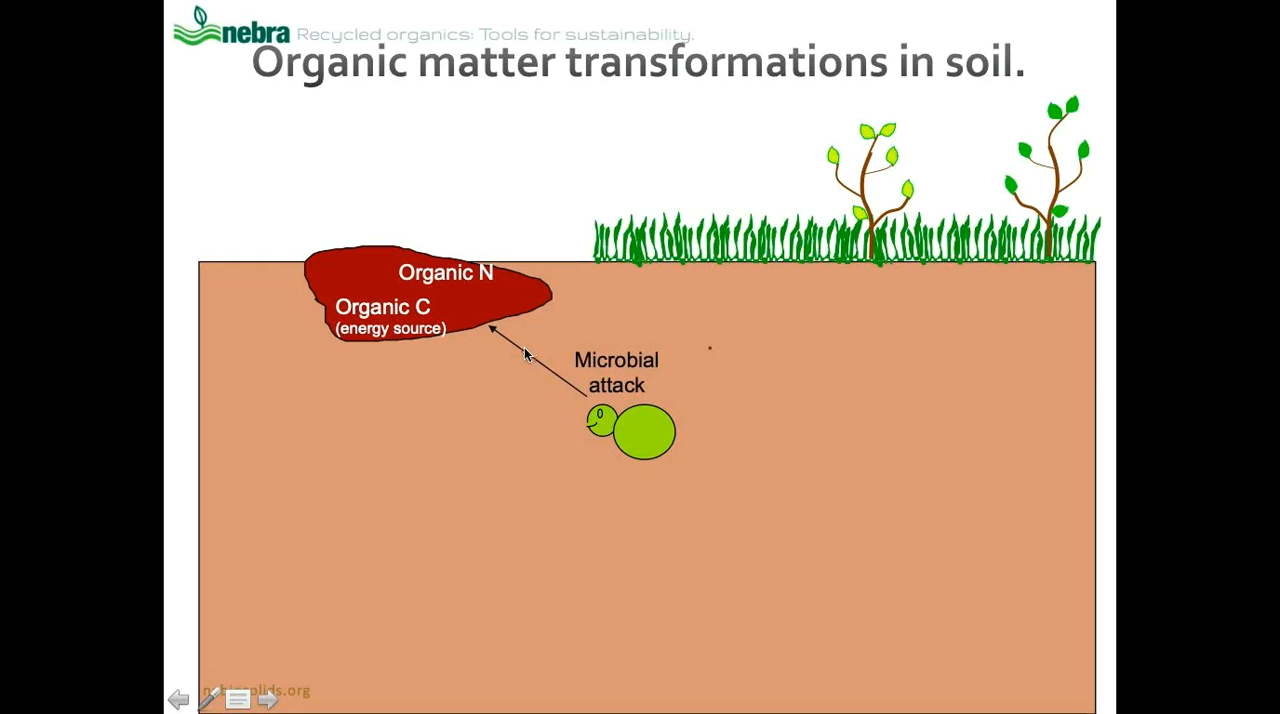 nebra Recycled organics: Tools for sustainability.
Organic matter transformations in soil.
Organic N
Organic C
(energy source)
Microbial
attack